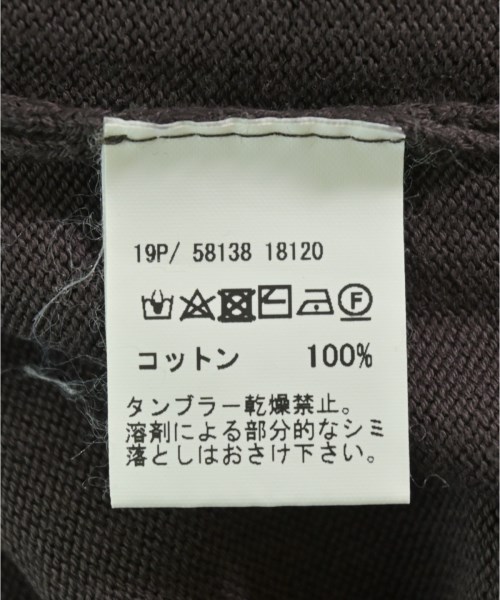 19P/ 58138 18120
F
コットン 100%
タンブラー乾燥禁止。
溶剤による部分的なシミ
落としはおさけ下さい。